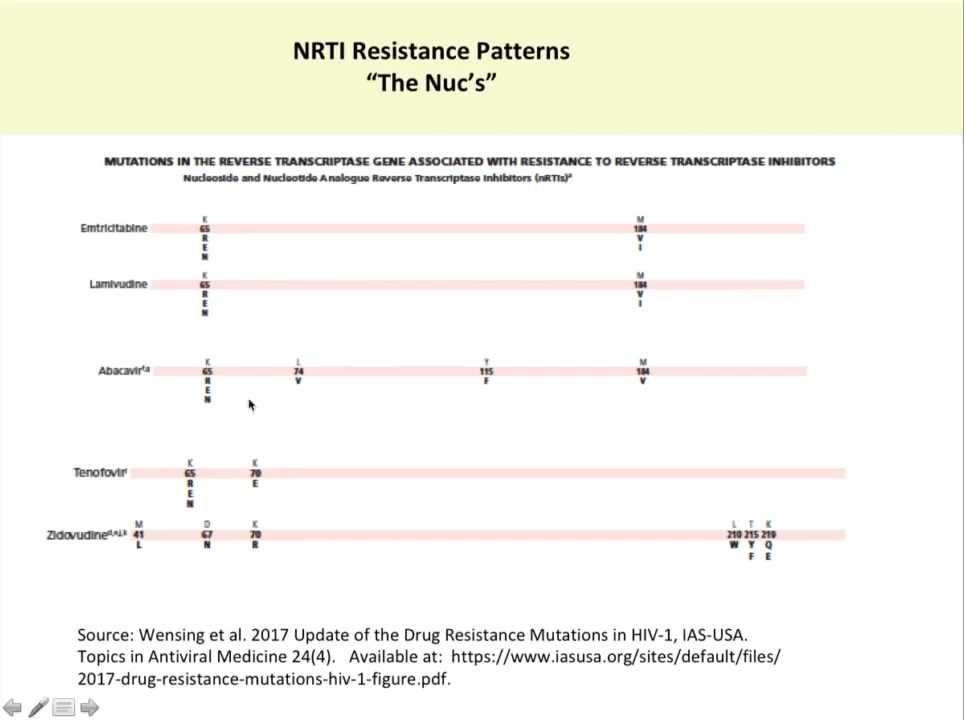 NRTI Resistance Patterns
“The Nuc’s”
MUTATIONS IN THE REVERSE TRANSCRIPTASE GENE ASSOCIATED WITH RESISTANCE TO REVERSE TRANSCRIPTASE INHIBITORS
Nucleoside and Nucleotide Analogue Reverse Transcriptase Inhibitors (nRTIs)ª
K M
Emtricitabine 65 184
R V
E I
N
K M
Lamivudine 65 184
R V
E I
N
K L Y M
Abacavir 65 74 115 184
R V F V
E
N
K K
Tenofovir 65 70
R E
E
N
M D K L T K
Zidovudine 41 67 70 210 215 219
L N R W Y Q
F E
Source: Wensing et al. 2017 Update of the Drug Resistance Mutations in HIV-1, IAS-USA.
Topics in Antiviral Medicine 24(4). Available at: https://www.iasusa.org/sites/default/files/
2017-drug-resistance-mutations-hiv-1-figure.pdf.